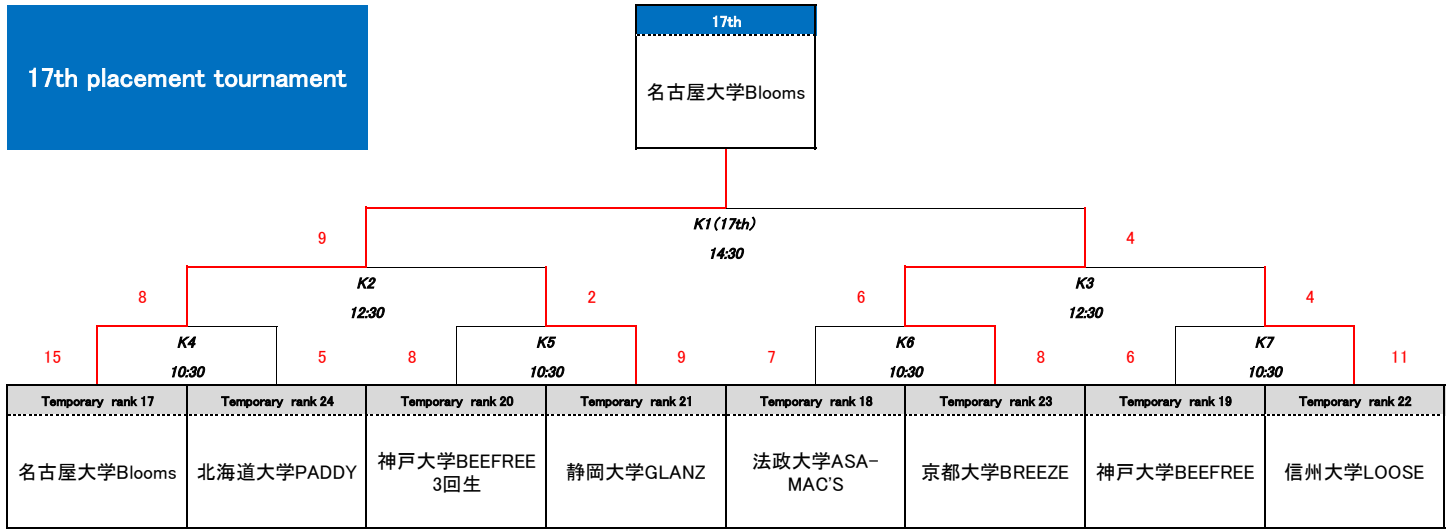 17th
17th placement tournament
名古屋大学Blooms
K1(17th)
9
4
14:30
K2
K3
8
2
6
4
12:30
12:30
K4
K5
K6
K7
15
5
8
9
7
8
6
11
10:30
10:30
10:30
10:30
Temporary rank 17
Temporary rank 24
Temporary rank 20
Temporary rank 21
Temporary rank 18
Temporary rank 23
Temporary rank 19
Temporary rank 22
名古屋大学Blooms
北海道大学PADDY
神戸大学BEEFREE
3回生
静岡大学GLANZ
法政大学ASA-
MAC'S
京都大学BREEZE
神戸大学BEEFREE
信州大学LOOSE